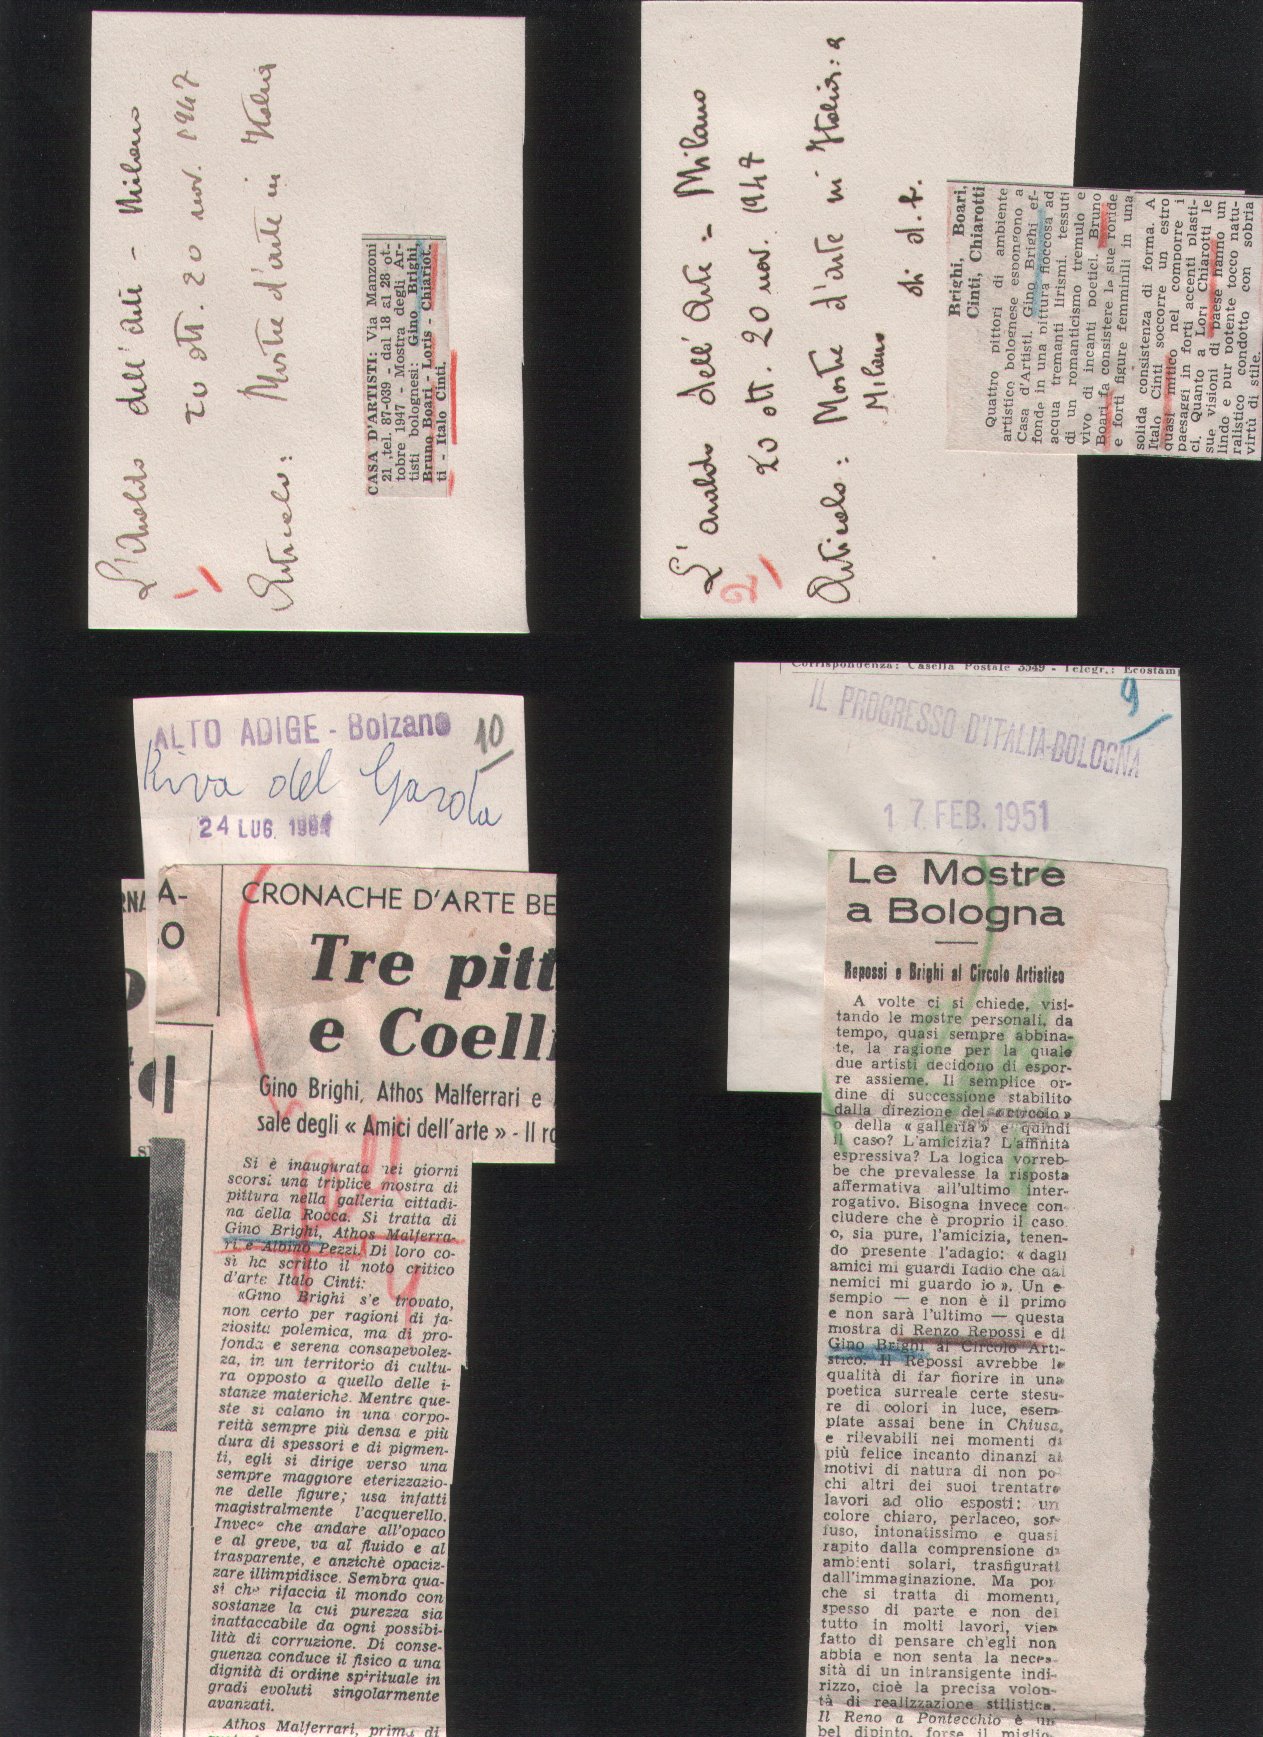 L'Araldo dell'Arte - Milano
20 ott. 20 nov. 1947
1/
Articolo: Mostre d'arte in Italia
CASA D'ARTISTI: Via Manzoni
21 ,tel. 87-039 - dal 18 al 28 ot-
tobre 1947 - Mostra degli Ar-
tisti bolognesi: Gino Brighi,
Bruno Boari - Loris - Chiariot-
ti - Italo Cinti.
L'araldo dell'Arte - Milano
2/
20 ott. 20 nov. 1947
Articolo: Mostre d'arte in Italia: a
Milano
di d. f.
Brighi, Boari,
Cinti, Chiarotti
Quattro pittori di ambiente
artistico bolognese espongono a
Casa d'Artisti. Gino Brighi ef-
fonde in una pittura fioccosa ad
acqua tremanti lirismi, tessuti
di un romanticismo tremulo e
vivo di incanti poetici. Bruno
Boari fa consistere le sue floride
e forti figure femminili in una
solida consistenza di forma. A
Italo Cinti soccorre un estro
quasi mitico nel comporre i
paesaggi in forti accenti plasti-
ci. Quanto a Lori Chiarotti le
sue visioni di paese hanno un
lindo e pur potente tocco natu-
ralistico condotto con sobria
virtù di stile.
ALTO ADIGE - Bolzano
10
Riva del Garda
24 LUG. 19
RNA
A-
O
CRONACHE D'ARTE BE
Tre pitt
e Coelli
Gino Brighi, Athos Malferrari e
sale degli « Amici dell'arte » - Il ro
Si è inaugurata nei giorni
scorsi una triplice mostra di
pittura nella galleria cittadi-
na della Rocca. Si tratta di
Gino Brighi, Athos Malferra-
ri e Albino Pezzi. Di loro co-
sì ha scritto il noto critico
d'arte Italo Cinti:
«Gino Brighi s'è trovato,
non certo per ragioni di fa-
ziosità polemica, ma di pro-
fonda e serena consapevolez-
za, in un territorio di cultu-
ra opposto a quello delle i-
stanze materiche. Mentre que-
ste si calano in una corpo-
reità sempre più densa e più
dura di spessori e di pigmen-
ti, egli si dirige verso una
sempre maggiore eterizzazio-
ne delle figure; usa infatti
magistralmente l'acquerello.
Invece che andare all'opaco
e al greve, va al fluido e al
trasparente, e anzichè opaciz-
zare illimpidisce. Sembra qua-
si che rifaccia il mondo con
sostanze la cui purezza sia
inattaccabile da ogni possibi-
lità di corruzione. Di conse-
guenza conduce il fisico a una
dignità di ordine spirituale in
gradi evoluti singolarmente
avanzati.
Athos Malferrari, prima di
Corrispondenza: Casella Postale 3549 - Telegr.: Ecostam
9
IL PROGRESSO D'ITALIA-BOLOGNA
17 FEB. 1951
Le Mostre
a Bologna
Repossi e Brighi al Circolo Artistico
A volte ci si chiede, visi-
tando le mostre personali, da
tempo, quasi sempre abbina-
te, la ragione per la quale
due artisti decidono di espor-
re assieme. Il semplice or-
dine di successione stabilito
dalla direzione del « circolo »
o della « galleria » e quindi
il caso? L'amicizia? L'affinità
espressiva? La logica vorreb-
be che prevalesse la risposta
affermativa all'ultimo inter-
rogativo. Bisogna invece con-
cludere che è proprio il caso
o, sia pure, l'amicizia, tenen-
do presente l'adagio: « dagli
amici mi guardi Iddio che dai
nemici mi guardo io ». Un e-
sempio — e non è il primo
e non sarà l'ultimo — questa
mostra di Renzo Repossi e di
Gino Brighi al Circolo Arti-
stico. Il Repossi avrebbe le
qualità di far fiorire in una
poetica surreale certe stesu-
re di colori in luce, esem-
plate assai bene in Chiusa,
e rilevabili nei momenti di
più felice incanto dinanzi ai
motivi di natura di non po-
chi altri dei suoi trentatre
lavori ad olio esposti: un
colore chiaro, perlaceo, sof-
fuso, intonatissimo e quasi
rapito dalla comprensione di
ambienti solari, trasfigurati
dall'immaginazione. Ma poi
che si tratta di momenti,
spesso di parte e non del
tutto in molti lavori, vien
fatto di pensare ch'egli non
abbia e non senta la neces-
sità di un intransigente indi-
rizzo, cioè la precisa volon-
tà di realizzazione stilistica.
Il Reno a Pontecchio è un
bel dipinto, forse il miglio-